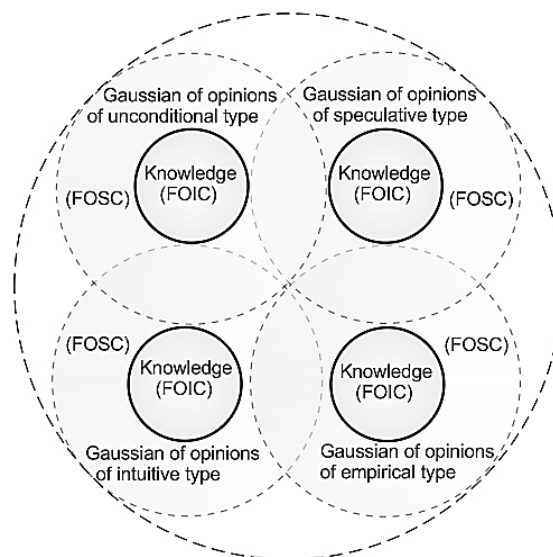 Gaussian of opinions
of unconditional type
Knowledge
(FOIC)
(FOSC)
Gaussian of opinions
of speculative type
Knowledge
(FOIC)
(FOSC)
(FOSC)
Knowledge
(FOIC)
Gaussian of opinions
of intuitive type
(FOSC)
Knowledge
(FOIC)
Gaussian of opinions
of empirical type